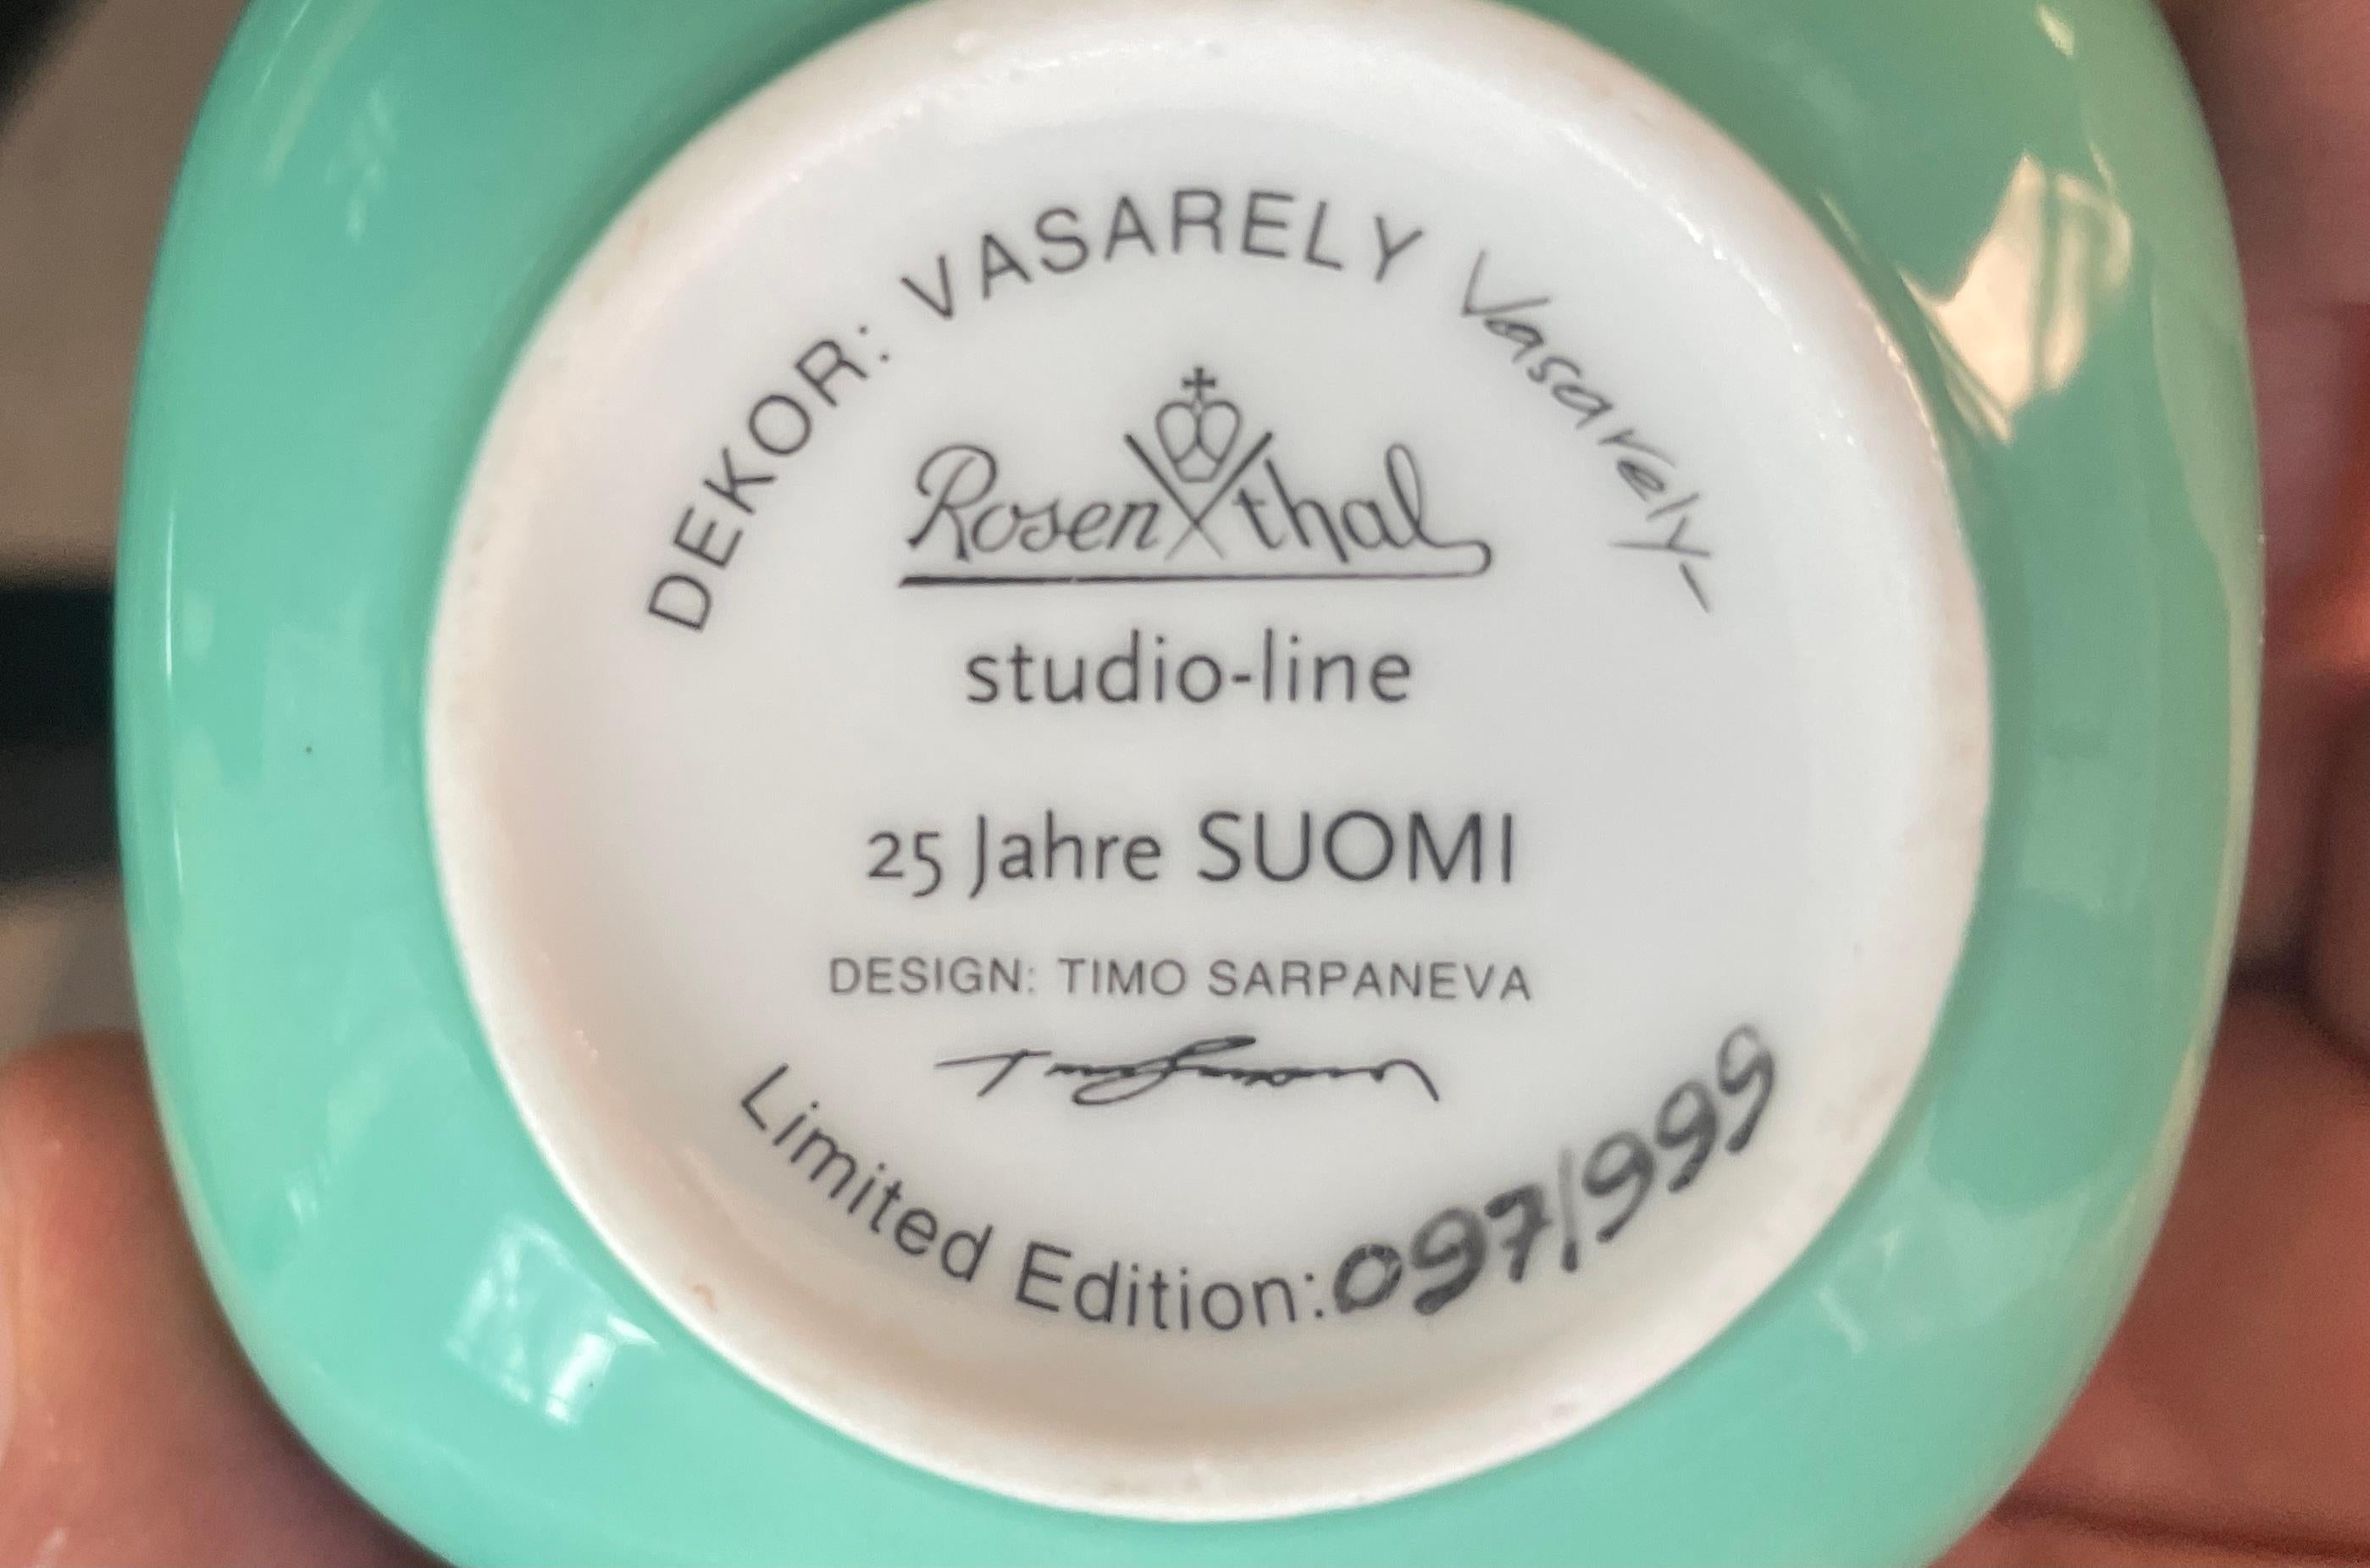 DEKOR: VASARELY Vasarely
Rosenthal
studio-line
25 Jahre SUOMI
DESIGN: TIMO SARPANEVA
Limited Edition: 097/999